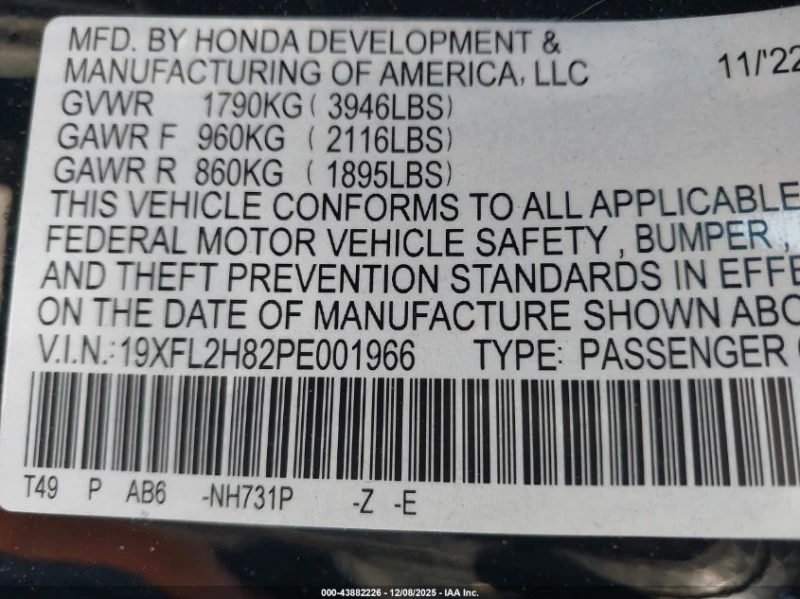 MFD. BY HONDA DEVELOPMENT &
MANUFACTURING OF AMERICA, LLC 11/'22
GVWR 1790KG ( 3946LBS)
GAWR F 960KG ( 2116LBS)
GAWR R 860KG ( 1895LBS)
THIS VEHICLE CONFORMS TO ALL APPLICABLE
FEDERAL MOTOR VEHICLE SAFETY , BUMPER ,
AND THEFT PREVENTION STANDARDS IN EFFE
ON THE DATE OF MANUFACTURE SHOWN ABO
V.I.N.:19XFL2H82PE001966 TYPE: PASSENGER
T49 P AB6 -NH731P -Z -E
000-43882226 - 12/08/2025 - IAA Inc.